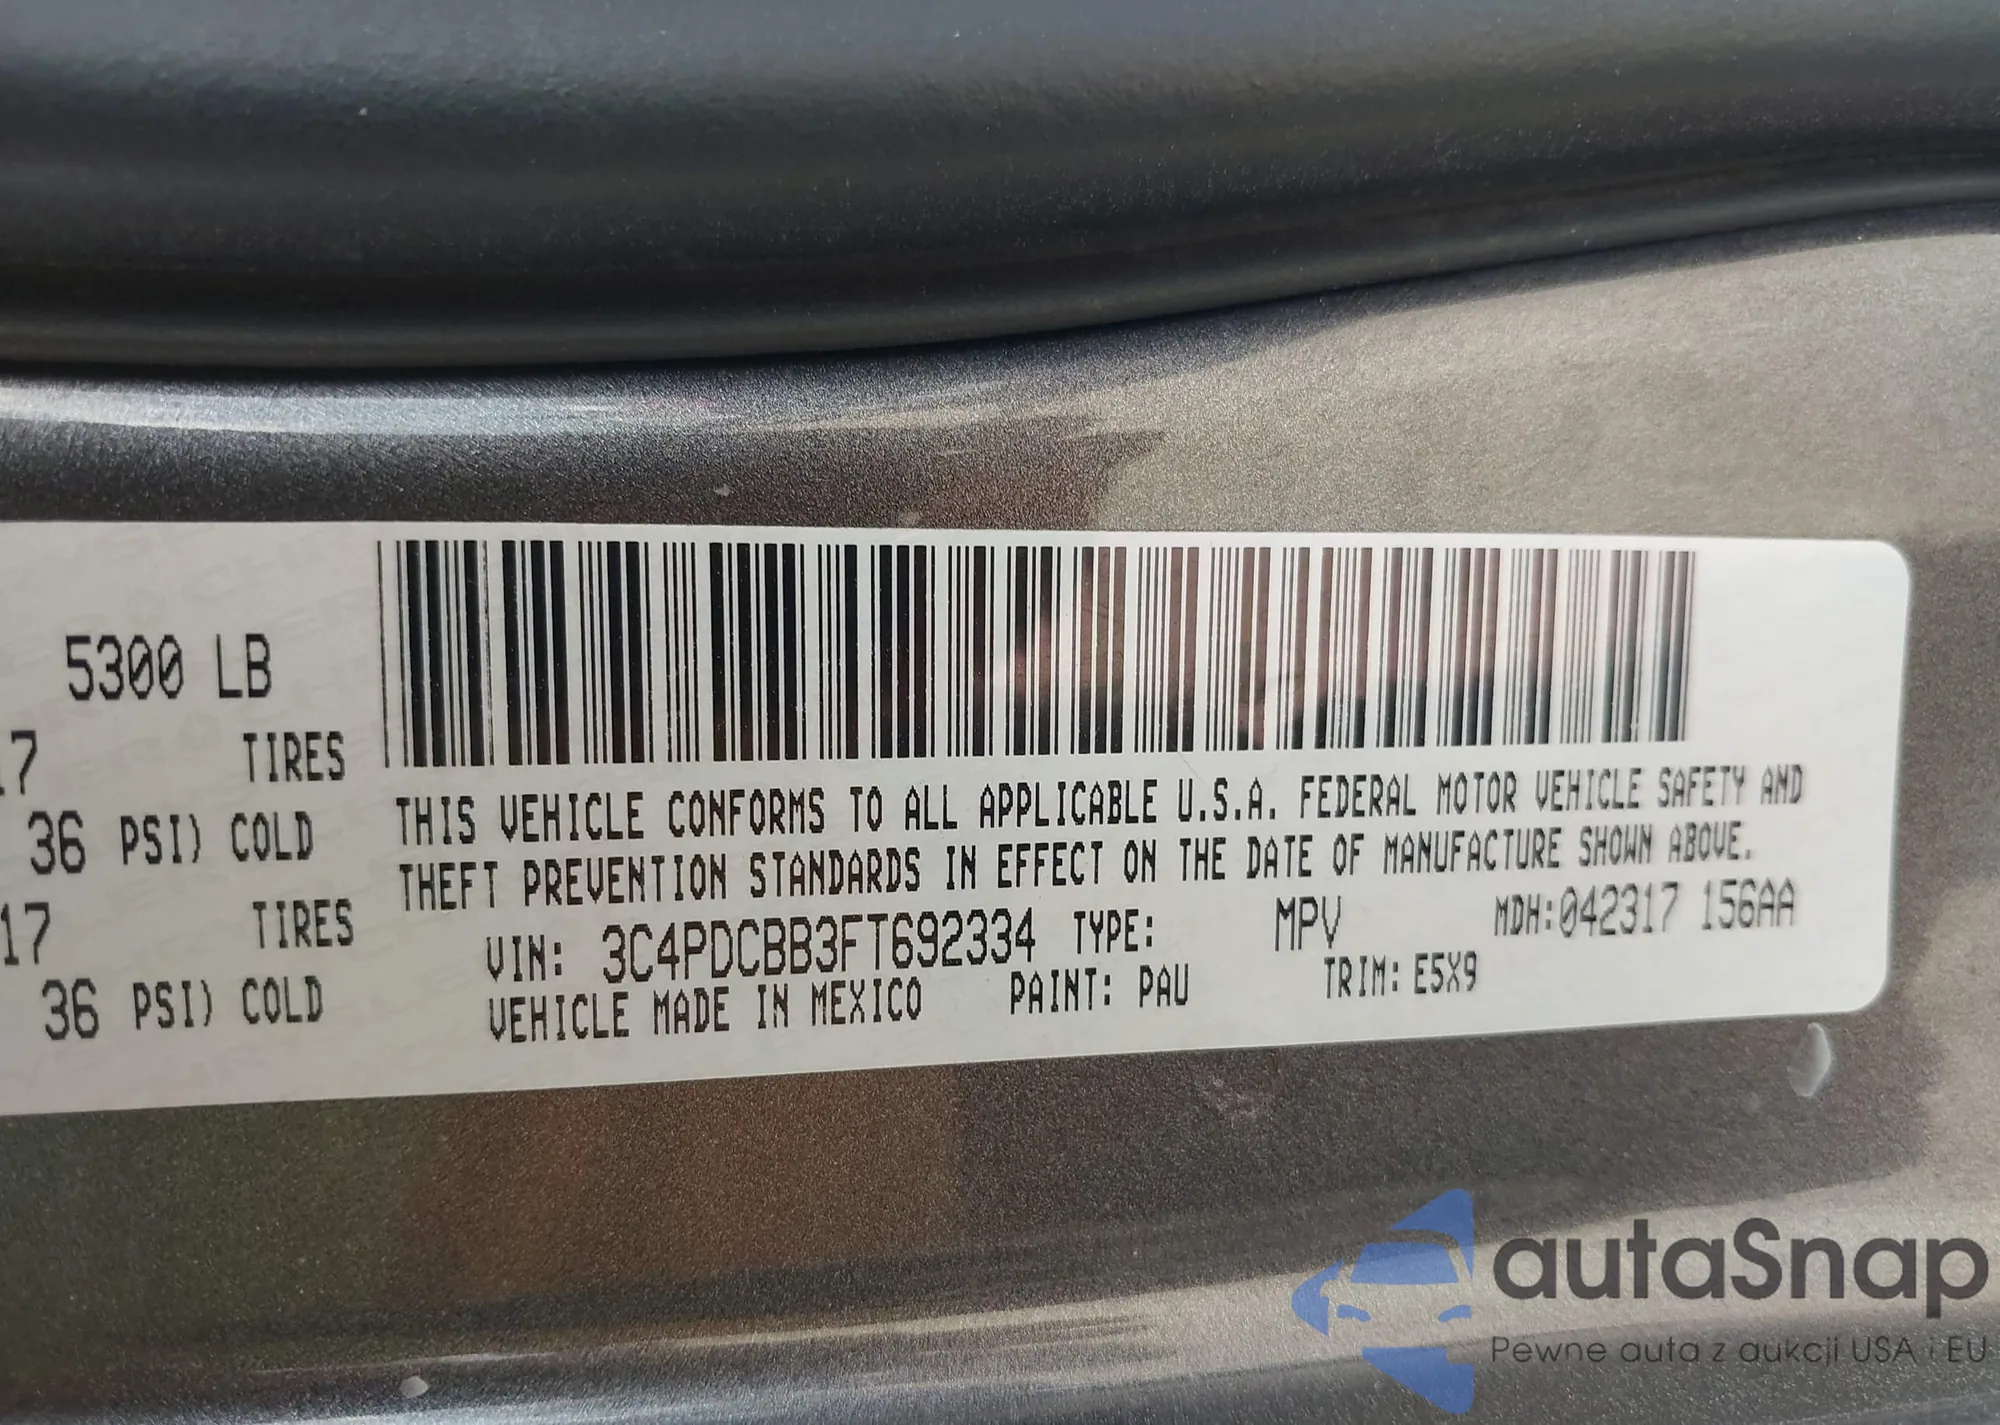 5300 LB
17 TIRES
36 PSI) COLD
17 TIRES
36 PSI) COLD
THIS VEHICLE CONFORMS TO ALL APPLICABLE U.S.A. FEDERAL MOTOR VEHICLE SAFETY AND
THEFT PREVENTION STANDARDS IN EFFECT ON THE DATE OF MANUFACTURE SHOWN ABOVE.
VIN: 3C4PDCBB3FT692334 TYPE: MPV MDH:042317 156AA
VEHICLE MADE IN MEXICO PAINT: PAU TRIM: E5X9
autaSnap
Pewne auta z aukcji USA i EU